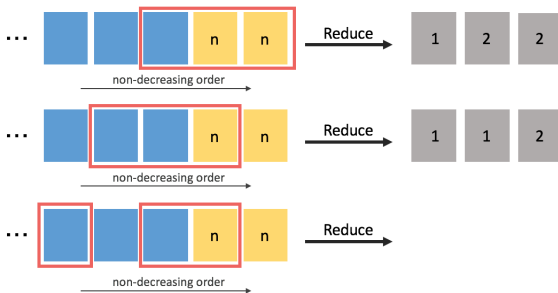 ... n n Reduce 1 2 2
non-decreasing order
... n n Reduce 1 1 2
non-decreasing order
... n n Reduce
non-decreasing order